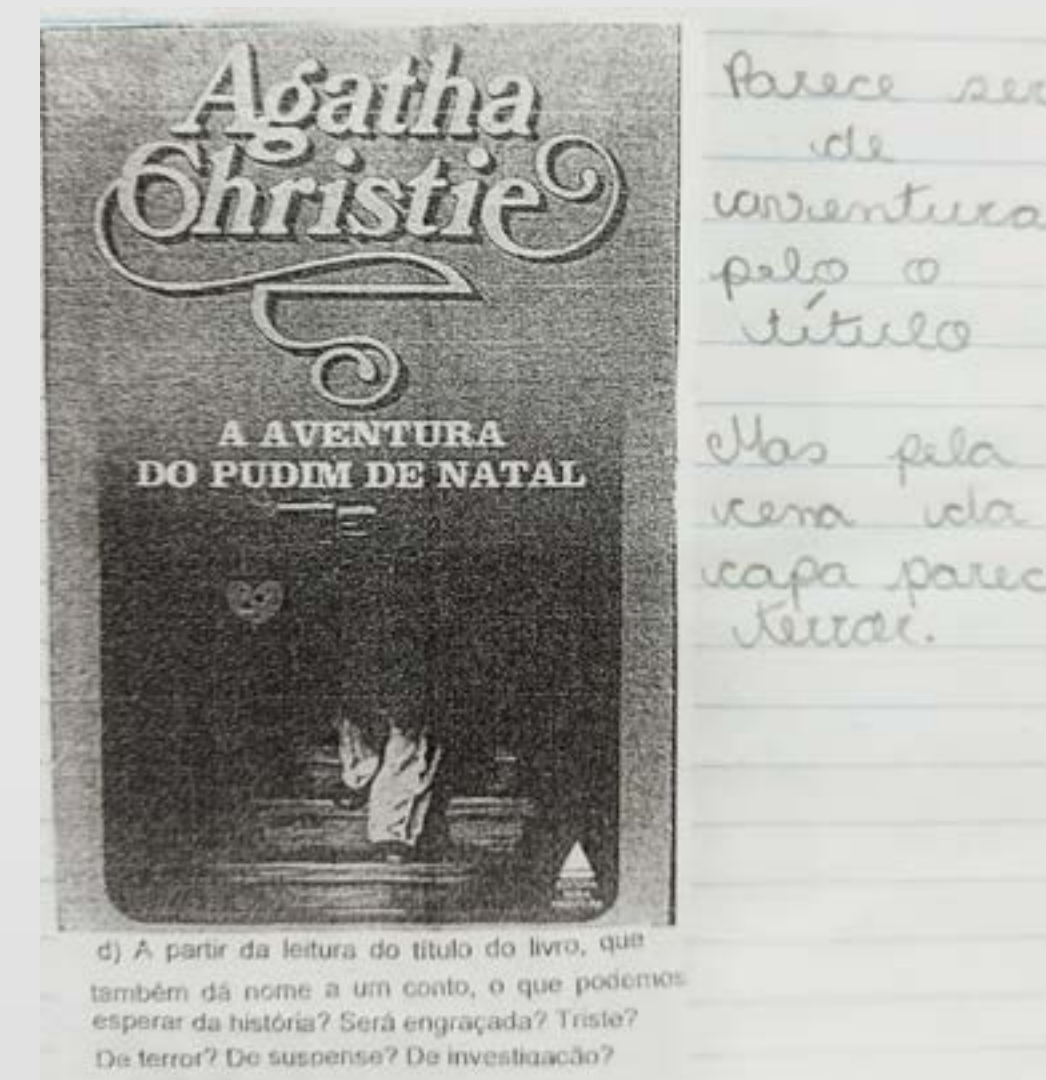 Agatha
Christie
A AVENTURA
DO PUDIM DE NATAL
d) A partir da leitura do título do livro, que
também dá nome a um conto, o que podemos
esperar da história? Será engraçada? Triste?
De terror? De suspense? De investigação?
Parece ser
de
aventura
pelo o
título
Mas pela
cena da
capa parec
terror.